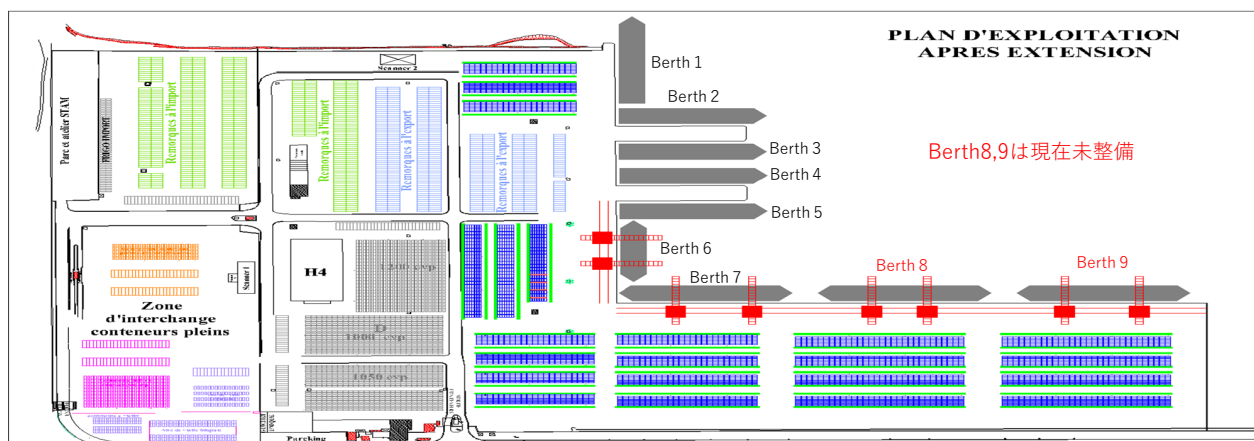 PLAN D'EXPLOITATION
APRES EXTENSION
Berth8,9は現在未整備
Berth 1
Berth 2
Berth 3
Berth 4
Berth 5
Berth 6
Berth 7
Berth 8
Berth 9
Scanner 2
Parc et atelier STAM
FRIGO IMPORT
Remorques à l'import
Remorques à l'import
Remorques à l'export
Remorques à l'export
H4
1200 evp
Scanner 1
Zone
d'interchange
conteneurs pleins
D
1000 evp
1050 evp
Parking